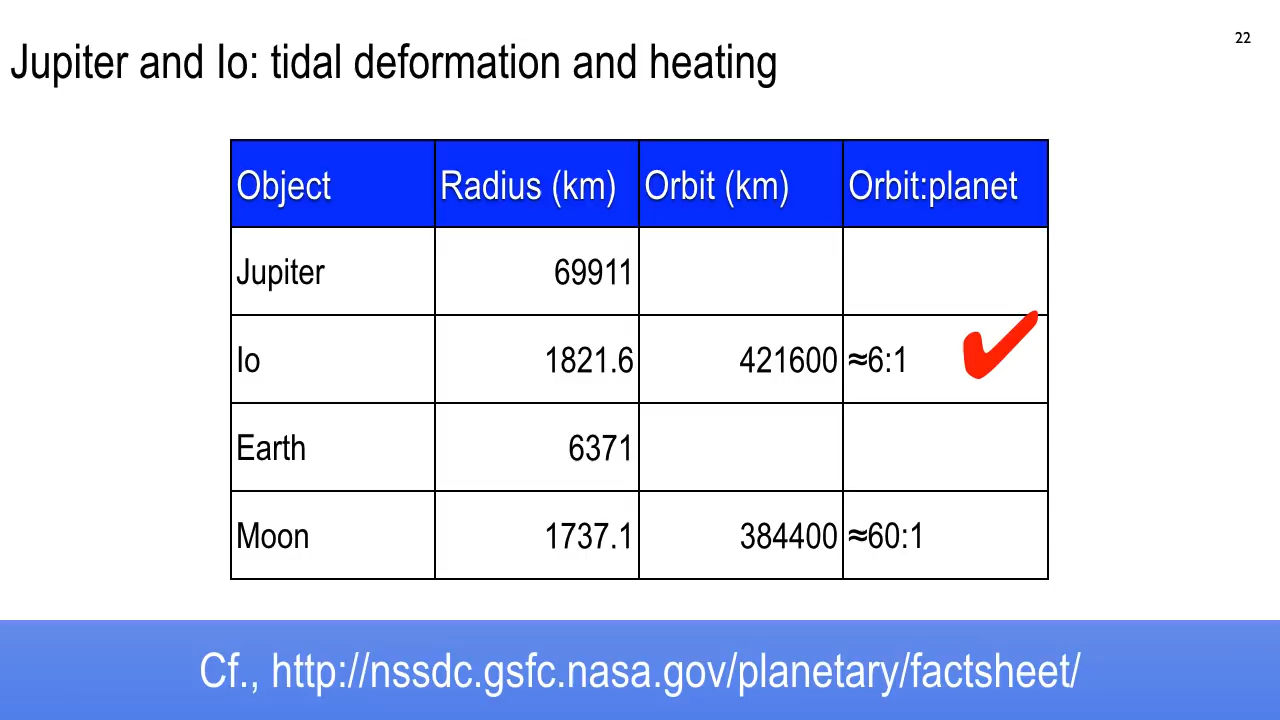 22
Jupiter and Io: tidal deformation and heating
Object Radius (km) Orbit (km) Orbit:planet
Jupiter 69911
Io 1821.6 421600 ≈6:1
Earth 6371
Moon 1737.1 384400 ≈60:1
Cf., http://nssdc.gsfc.nasa.gov/planetary/factsheet/